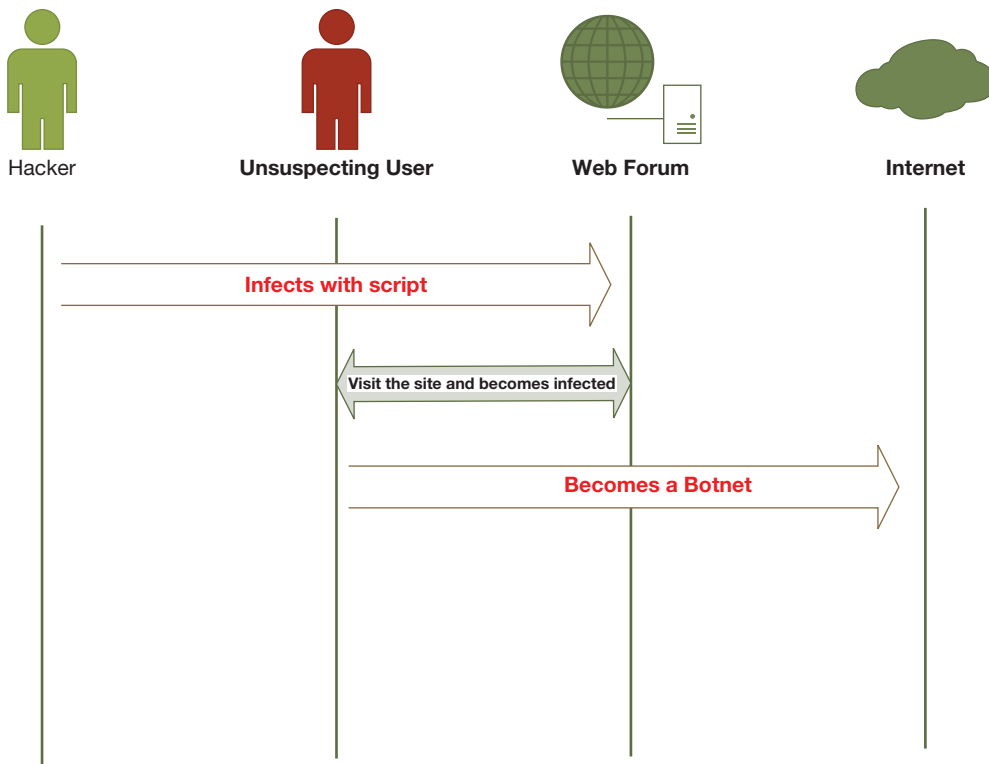 Hacker
Unsuspecting User
Web Forum
Internet
Infects with script
Visit the site and becomes infected
Becomes a Botnet